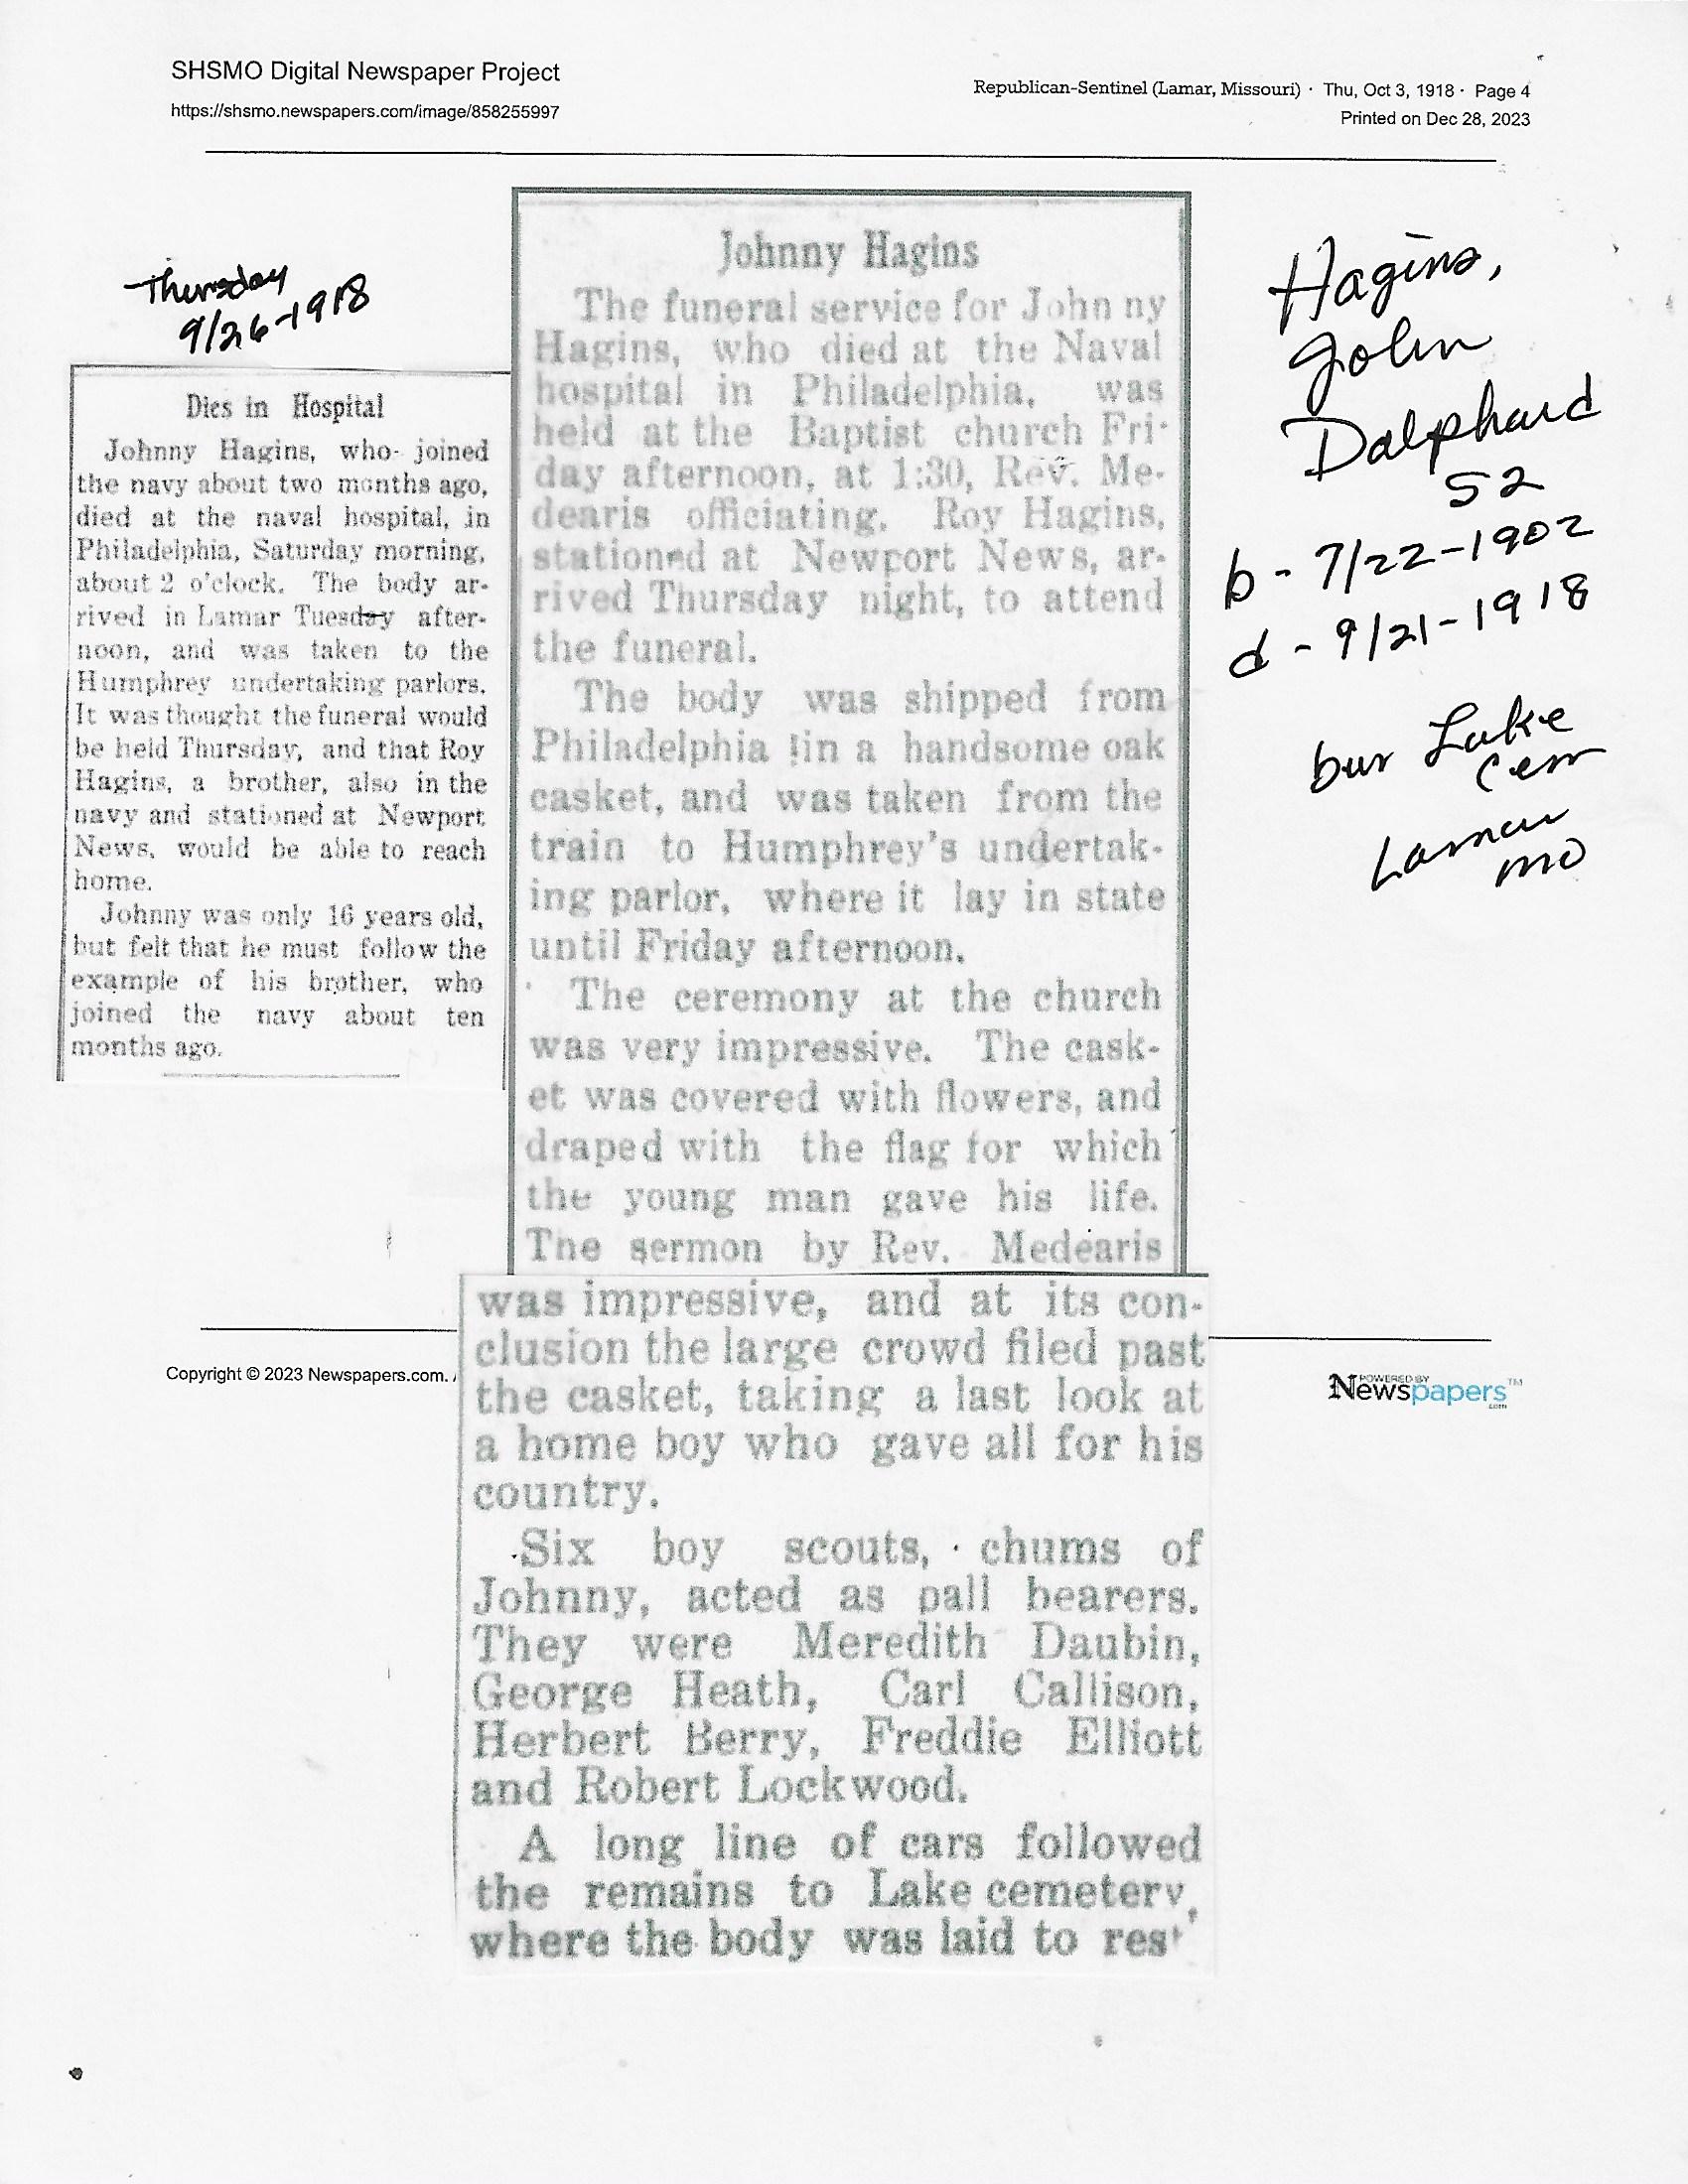 SHSMO Digital Newspaper Project
https://shsmo.newspapers.com/image/858255997
Republican-Sentinel (Lamar, Missouri) · Thu, Oct 3, 1918 · Page 4
Printed on Dec 28, 2023
Thursday
9/26-1918
Dies in Hospital
Johnny Hagins, who joined
the navy about two months ago,
died at the naval hospital, in
Philadelphia, Saturday morning,
about 2 o'clock. The body ar-
rived in Lamar Tuesday after-
noon, and was taken to the
Humphrey undertaking parlors.
It was thought the funeral would
be held Thursday, and that Roy
Hagins, a brother, also in the
navy and stationed at Newport
News, would be able to reach
home.
Johnny was only 16 years old,
but felt that he must follow the
example of his brother, who
joined the navy about ten
months ago.
Johnny Hagins
The funeral service for John ny
Hagins, who died at the Naval
hospital in Philadelphia, was
held at the Baptist church Fri-
day afternoon, at 1:30, Rev. Me-
dearis officiating. Roy Hagins,
stationed at Newport News, ar-
rived Thursday night, to attend
the funeral.
The body was shipped from
Philadelphia in a handsome oak
casket, and was taken from the
train to Humphrey's undertak-
ing parlor, where it lay in state
until Friday afternoon.
The ceremony at the church
was very impressive. The cask-
et was covered with flowers, and
draped with the flag for which
the young man gave his life.
The sermon by Rev. Medearis
was impressive, and at its con-
clusion the large crowd filed past
the casket, taking a last look at
a home boy who gave all for his
country.
Six boy scouts, chums of
Johnny, acted as pall bearers.
They were Meredith Daubin,
George Heath, Carl Callison,
Herbert Berry, Freddie Elliott
and Robert Lockwood.
A long line of cars followed
the remains to Lake cemetery,
where the body was laid to rest
Hagins,
John
Dalphard
S2
b - 7/22-1902
d - 9/21-1918
bur Lake
Cem
Lamar
MO
Copyright © 2023 Newspapers.com.
POWERED BY
Newspapers™
.com